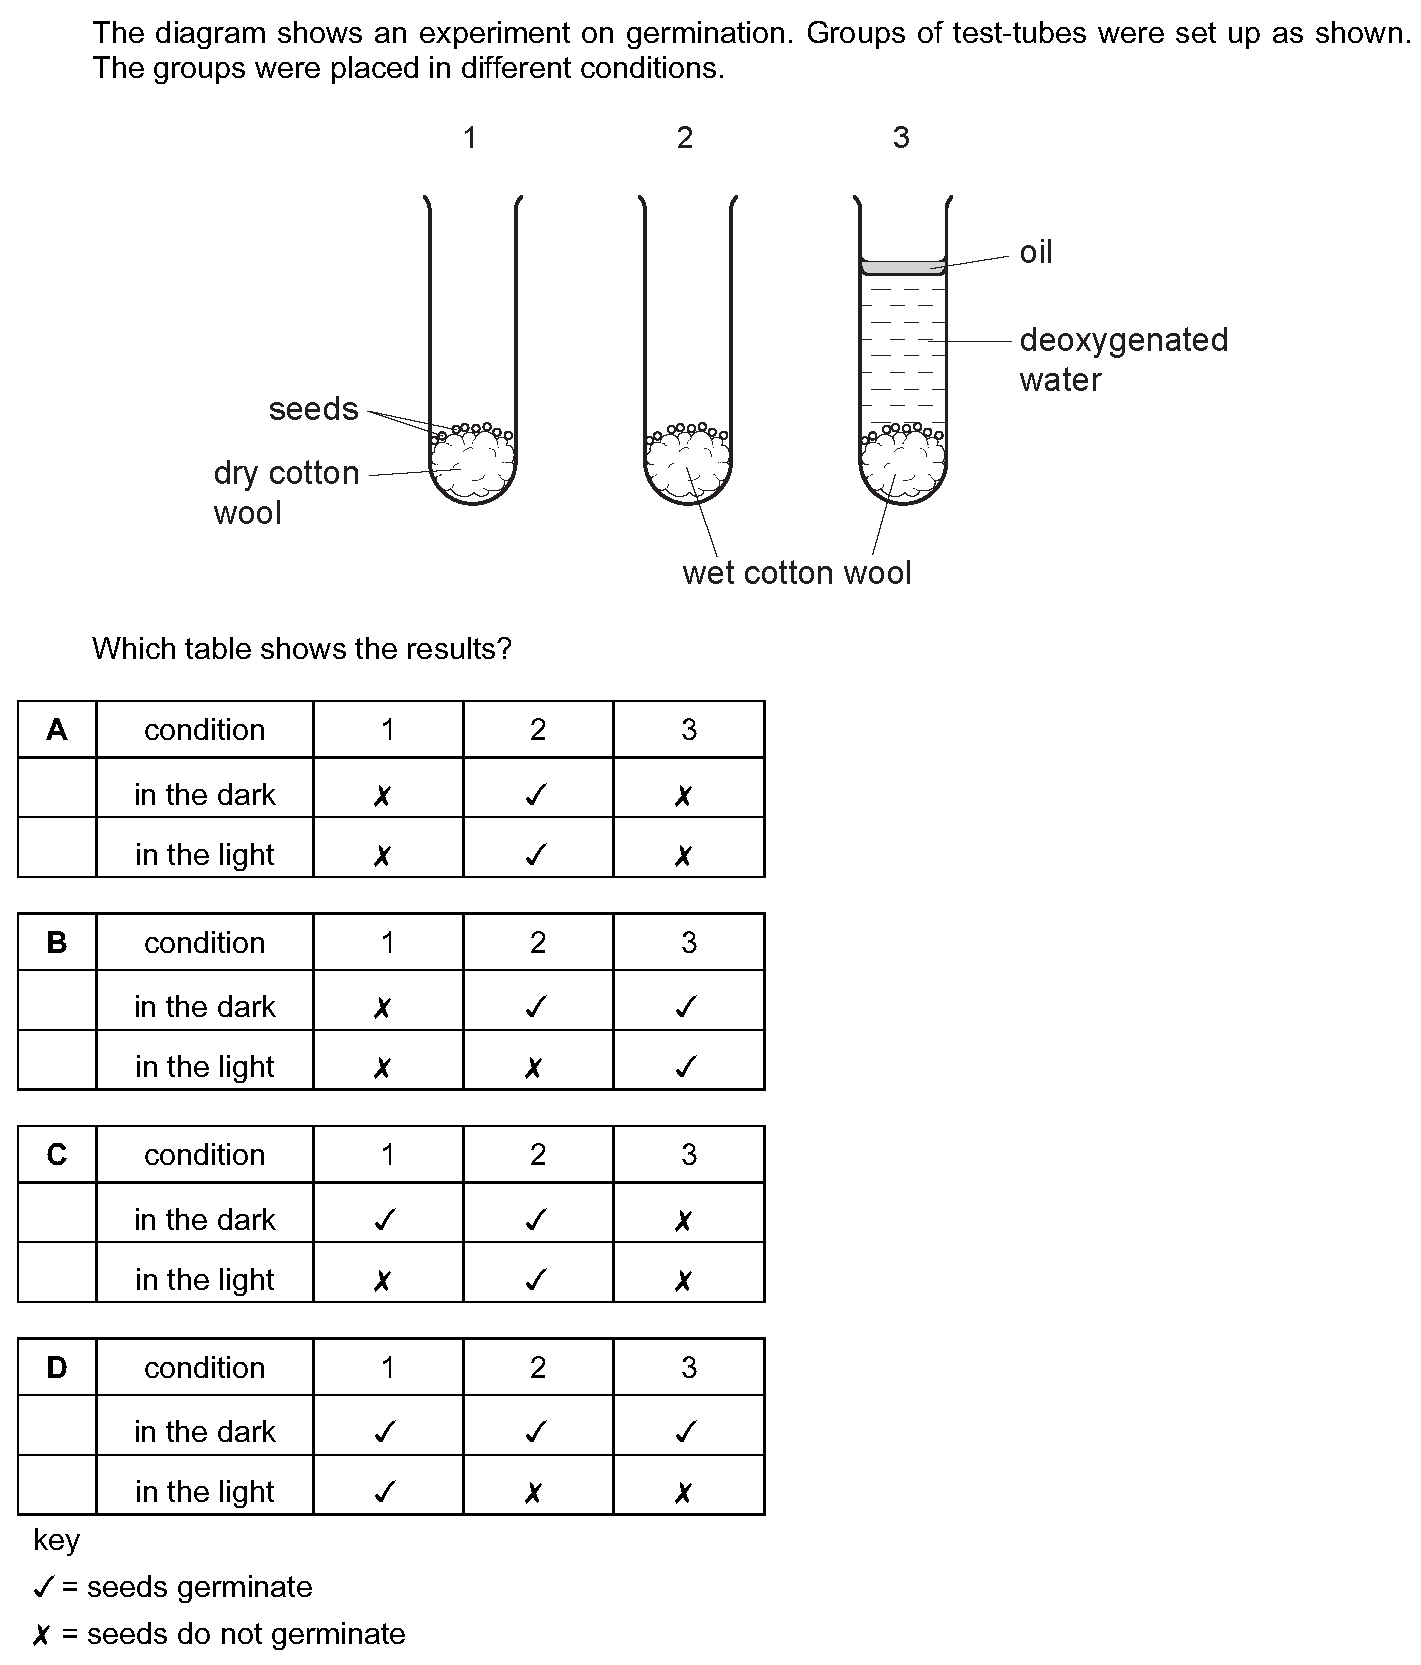 The diagram shows an experiment on germination. Groups of test-tubes were set up as shown.
The groups were placed in different conditions.
1 2 3
oil
deoxygenated
water
seeds
dry cotton
wool
wet cotton wool
Which table shows the results?
A condition 1 2 3
in the dark ✗ ✓ ✗
in the light ✗ ✓ ✗
B condition 1 2 3
in the dark ✗ ✓ ✓
in the light ✗ ✗ ✓
C condition 1 2 3
in the dark ✓ ✓ ✗
in the light ✗ ✓ ✗
D condition 1 2 3
in the dark ✓ ✓ ✓
in the light ✓ ✗ ✗
key
✓ = seeds germinate
✗ = seeds do not germinate